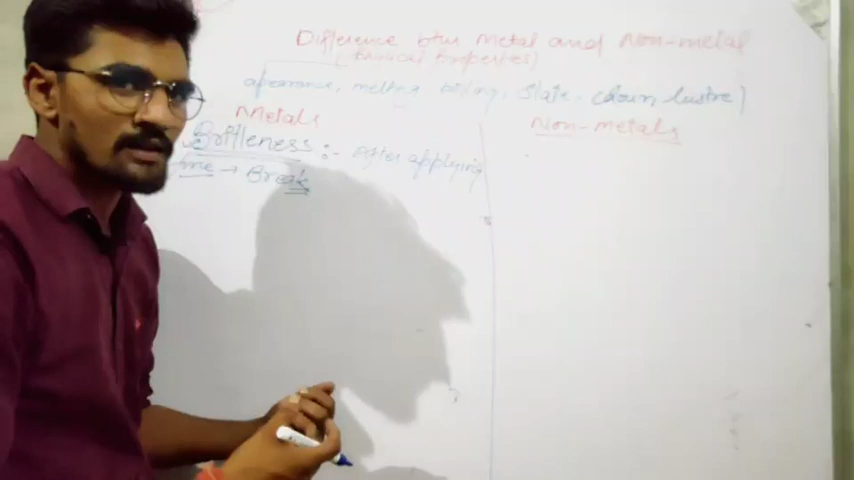 Difference btw Metal and Non-metal
(Physical Properties)
apearance, melting boiling, State, colour lustre)
Metals
Non-metals
Brittleness :- After applying
→ Break